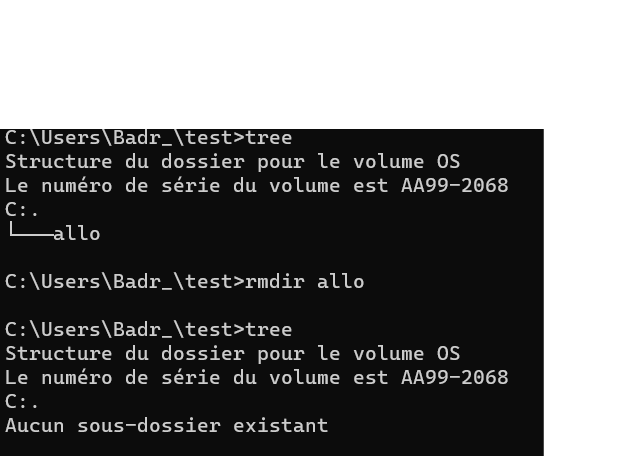 C:\Users\Badr_\test>tree
Structure du dossier pour le volume OS
Le numéro de série du volume est AA99-2068
C:.
└───allo
C:\Users\Badr_\test>rmdir allo
C:\Users\Badr_\test>tree
Structure du dossier pour le volume OS
Le numéro de série du volume est AA99-2068
C:.
Aucun sous-dossier existant